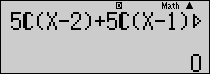 D Math ▲
5C(X-2)+5C(X-1)▷
0